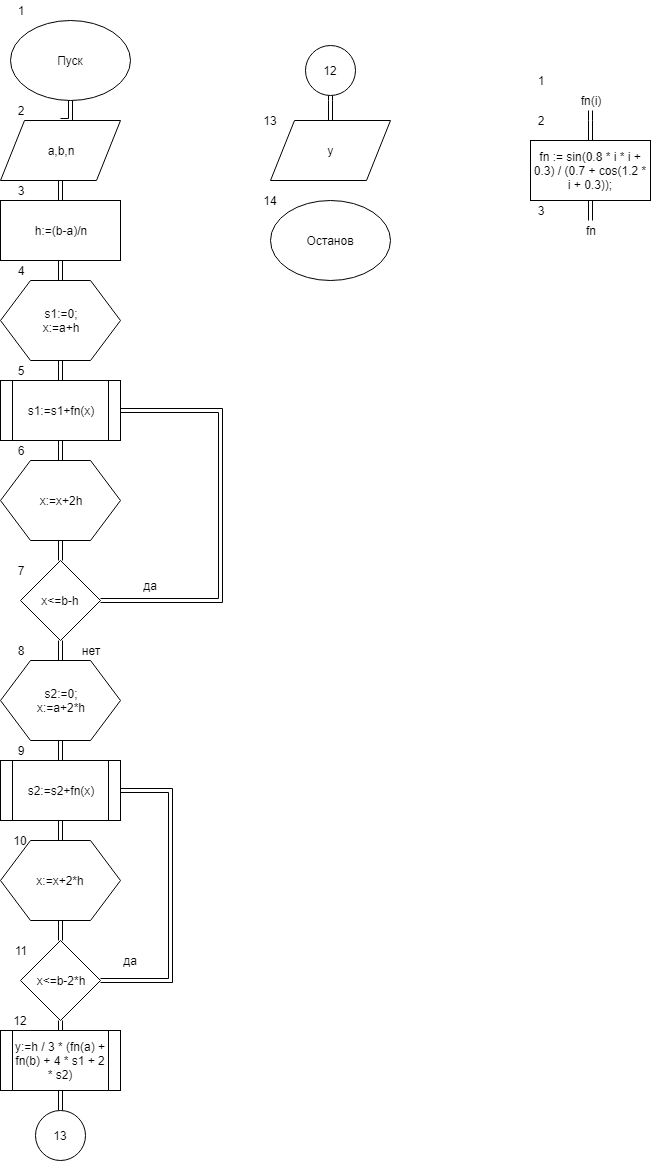 1
Пуск
2
a,b,n
3
h:=(b-a)/n
4
s1:=0;
x:=a+h
5
s1:=s1+fn(x)
6
x:=x+2h
7
x<=b-h
да
нет
8
s2:=0;
x:=a+2*h
9
s2:=s2+fn(x)
10
x:=x+2*h
11
x<=b-2*h
да
12
y:=h / 3 * (fn(a) +
fn(b) + 4 * s1 + 2
* s2)
13
12
13
y
14
Останов
1
fn(i)
2
fn := sin(0.8 * i * i +
0.3) / (0.7 + cos(1.2 *
i + 0.3));
3
fn